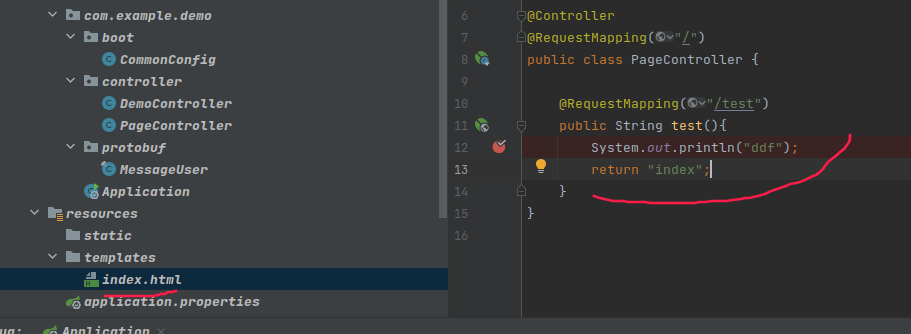 com.example.demo
boot
CommonConfig
controller
DemoController
PageController
protobuf
MessageUser
Application
resources
static
templates
index.html
application.properties
Application
6 @Controller
7 @RequestMapping("/")
8 public class PageController {
10 @RequestMapping("/test")
11 public String test(){
12 System.out.println("ddf");
13 return "index";
14 }
15 }
16